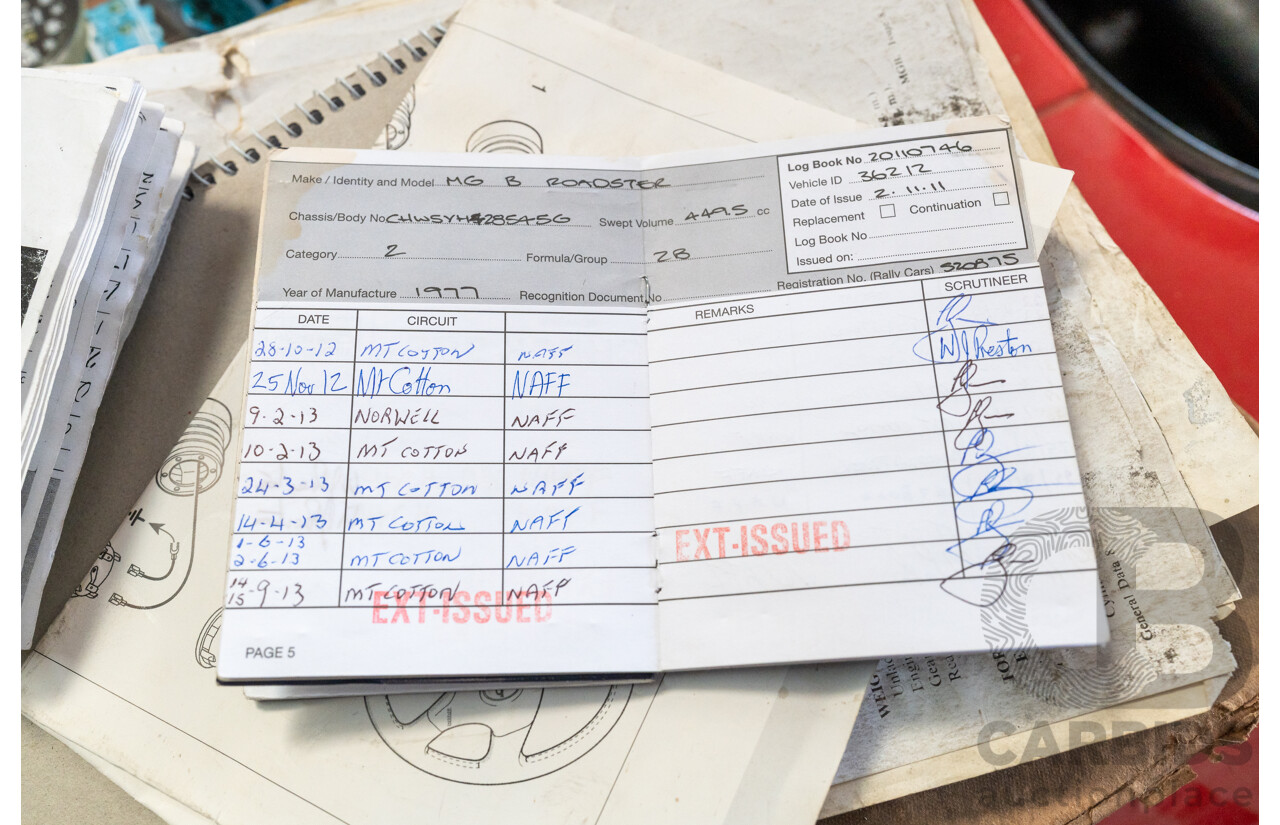 Make / Identity and Model MG B ROADSTER
Chassis/Body No
Swept Volume 4495 cc
Category 2
Formula/Group 2B
Year of Manufacture 1977
Recognition Document No
Log Book No 20110746
Vehicle ID 36212
Date of Issue 2.11.11
Replacement Continuation
Log Book No
Issued on:
Registration No. (Rally Cars) 520875
DATE CIRCUIT REMARKS SCRUTINEER
28-10-12 MT COTTON NAFF
25 Nov 12 Mt Cotton NAFF W J Preston
9-2-13 NORWELL NAFF
10-2-13 MT COTTON NAFF
24-3-13 MT COTTON NAFF
14-4-13 MT COTTON NAFF
1-6-13
2-6-13 MT COTTON NAFF
14
15 -9-13 MT COTTON NAFF
EXT-ISSUED
EXT-ISSUED
PAGE 5
General Data
CARBIDS
auctionplace